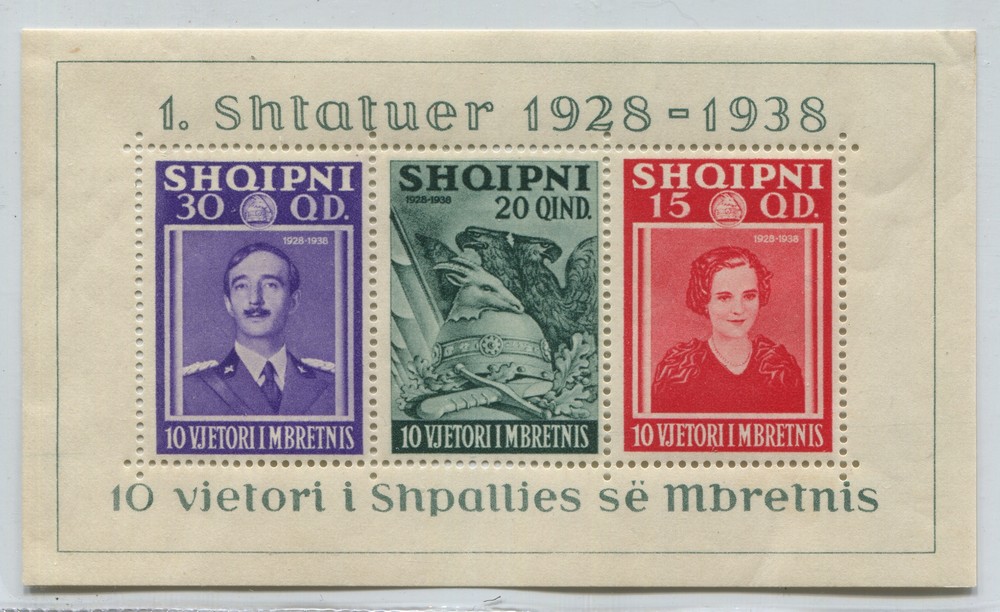 1. Shtatuer 1928-1938
SHQIPNI
30 QD.
1928-1938
10 VJETORI I MBRETNIS
SHQIPNI
1928-1938
20 QIND.
10 VJETORI I MBRETNIS
SHQIPNI
15 QD.
1928-1938
10 VJETORI I MBRETNIS
10 vjetori i Shpalljes së Mbretnis